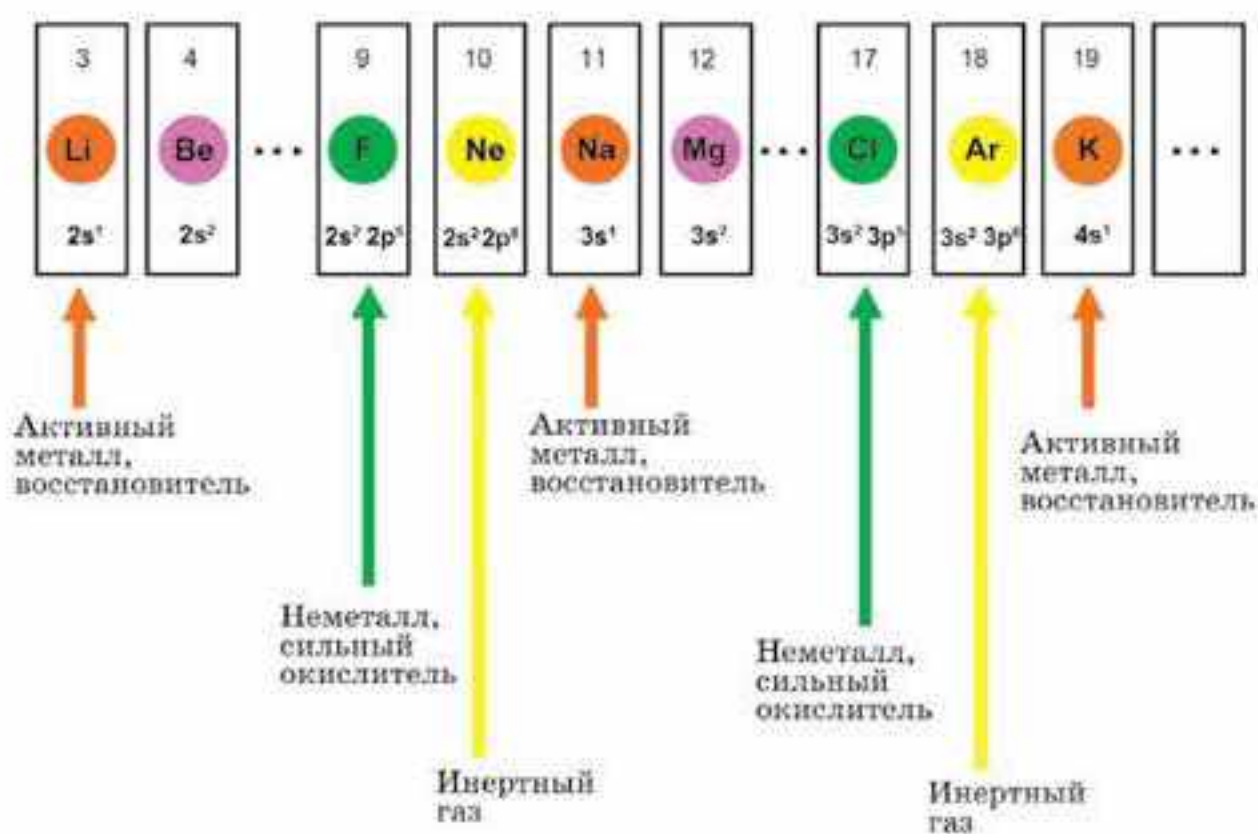 3 4 9 10 11 12 17 18 19
Li Be ... F Ne Na Mg ... Cl Ar K ...
2s¹ 2s² 2s² 2p⁵ 2s² 2p⁶ 3s¹ 3s² 3s² 3p⁵ 3s² 3p⁶ 4s¹
Активный
металл,
восстановитель
Неметалл,
сильный
окислитель
Инертный
газ
Активный
металл,
восстановитель
Неметалл,
сильный
окислитель
Инертный
газ
Активный
металл,
восстановитель